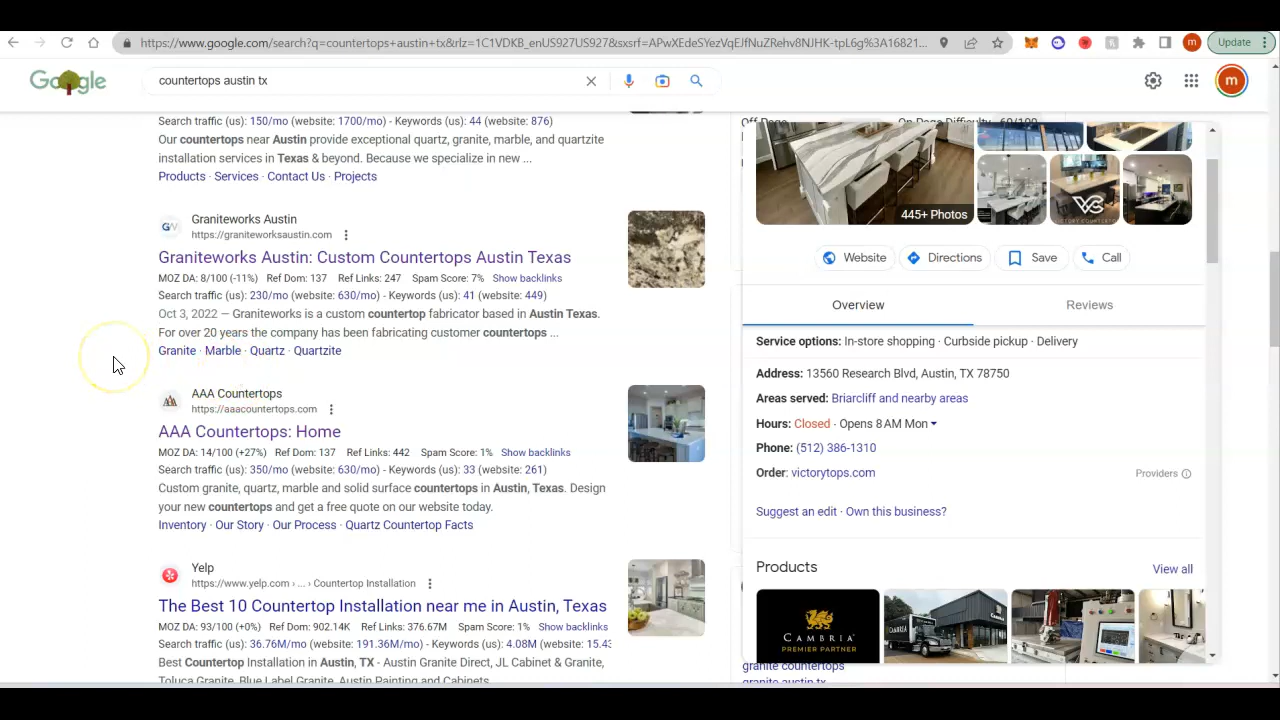 https://www.google.com/search?q=countertops+austin+tx&rlz=1C1VDKB_enUS927US927&sxsrf=APwXEdeSYezVqEJfNuZRehv8NJHK-tpL6g%3A16821...
m
Update
Google
countertops austin tx
m
Search traffic (us): 150/mo (website: 1700/mo) - Keywords (us): 44 (website: 876)
Our countertops near Austin provide exceptional quartz, granite, marble, and quartzite
installation services in Texas & beyond. Because we specialize in new ...
Products · Services · Contact Us · Projects
Graniteworks Austin
https://graniteworksaustin.com
Graniteworks Austin: Custom Countertops Austin Texas
MOZ DA: 8/100 (-11%) Ref Dom: 137 Ref Links: 247 Spam Score: 7% Show backlinks
Search traffic (us): 230/mo (website: 630/mo) - Keywords (us): 41 (website: 449)
Oct 3, 2022 — Graniteworks is a custom countertop fabricator based in Austin Texas.
For over 20 years the company has been fabricating customer countertops ...
Granite · Marble · Quartz · Quartzite
AAA Countertops
https://aaacountertops.com
AAA Countertops: Home
MOZ DA: 14/100 (+27%) Ref Dom: 137 Ref Links: 442 Spam Score: 1% Show backlinks
Search traffic (us): 350/mo (website: 630/mo) - Keywords (us): 33 (website: 261)
Custom granite, quartz, marble and solid surface countertops in Austin, Texas. Design
your new countertops and get a free quote on our website today.
Inventory · Our Story · Our Process · Quartz Countertop Facts
Yelp
https://www.yelp.com › ... › Countertop Installation
The Best 10 Countertop Installation near me in Austin, Texas
MOZ DA: 93/100 (+0%) Ref Dom: 902.14K Ref Links: 376.67M Spam Score: 1% Show backlinks
Search traffic (us): 36.76M/mo (website: 191.36M/mo) - Keywords (us): 4.08M (website: 15.43
Best Countertop Installation in Austin, TX - Austin Granite Direct, JL Cabinet & Granite,
Toluca Granite, Blue Label Granite, Austin Painting and Cabinets
445+ Photos
Website
Directions
Save
Call
Overview
Reviews
Service options: In-store shopping · Curbside pickup · Delivery
Address: 13560 Research Blvd, Austin, TX 78750
Areas served: Briarcliff and nearby areas
Hours: Closed · Opens 8 AM Mon
Phone: (512) 386-1310
Order: victorytops.com
Providers
Suggest an edit · Own this business?
Products
View all
CAMBRIA
PREMIER PARTNER
CAMBRIA
granite countertops
granite austin tx